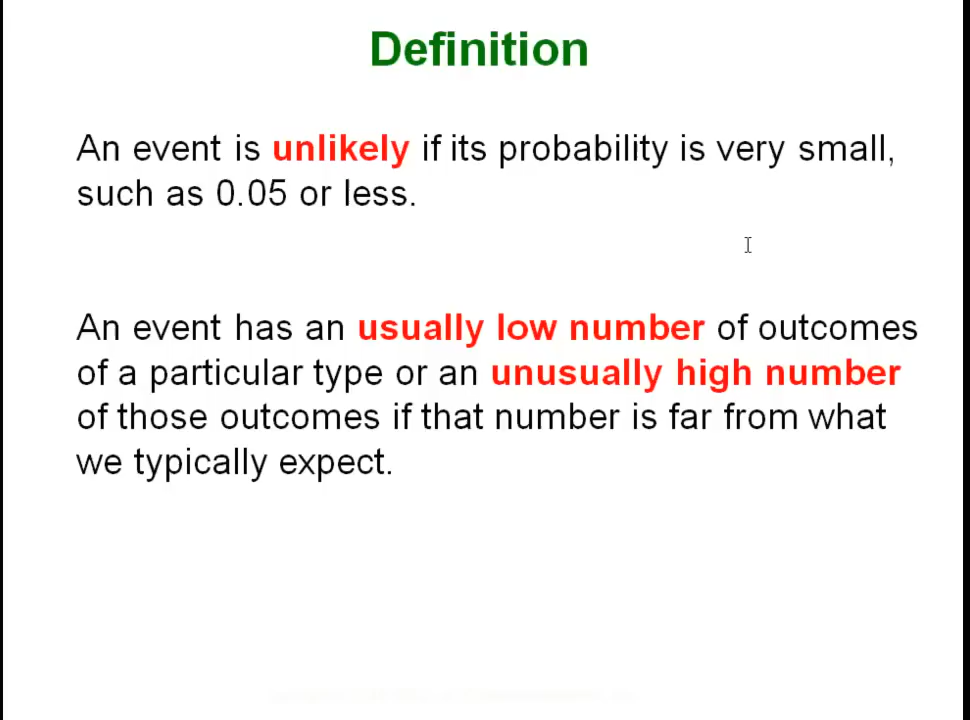 Definition
An event is unlikely if its probability is very small,
such as 0.05 or less.
An event has an usually low number of outcomes
of a particular type or an unusually high number
of those outcomes if that number is far from what
we typically expect.